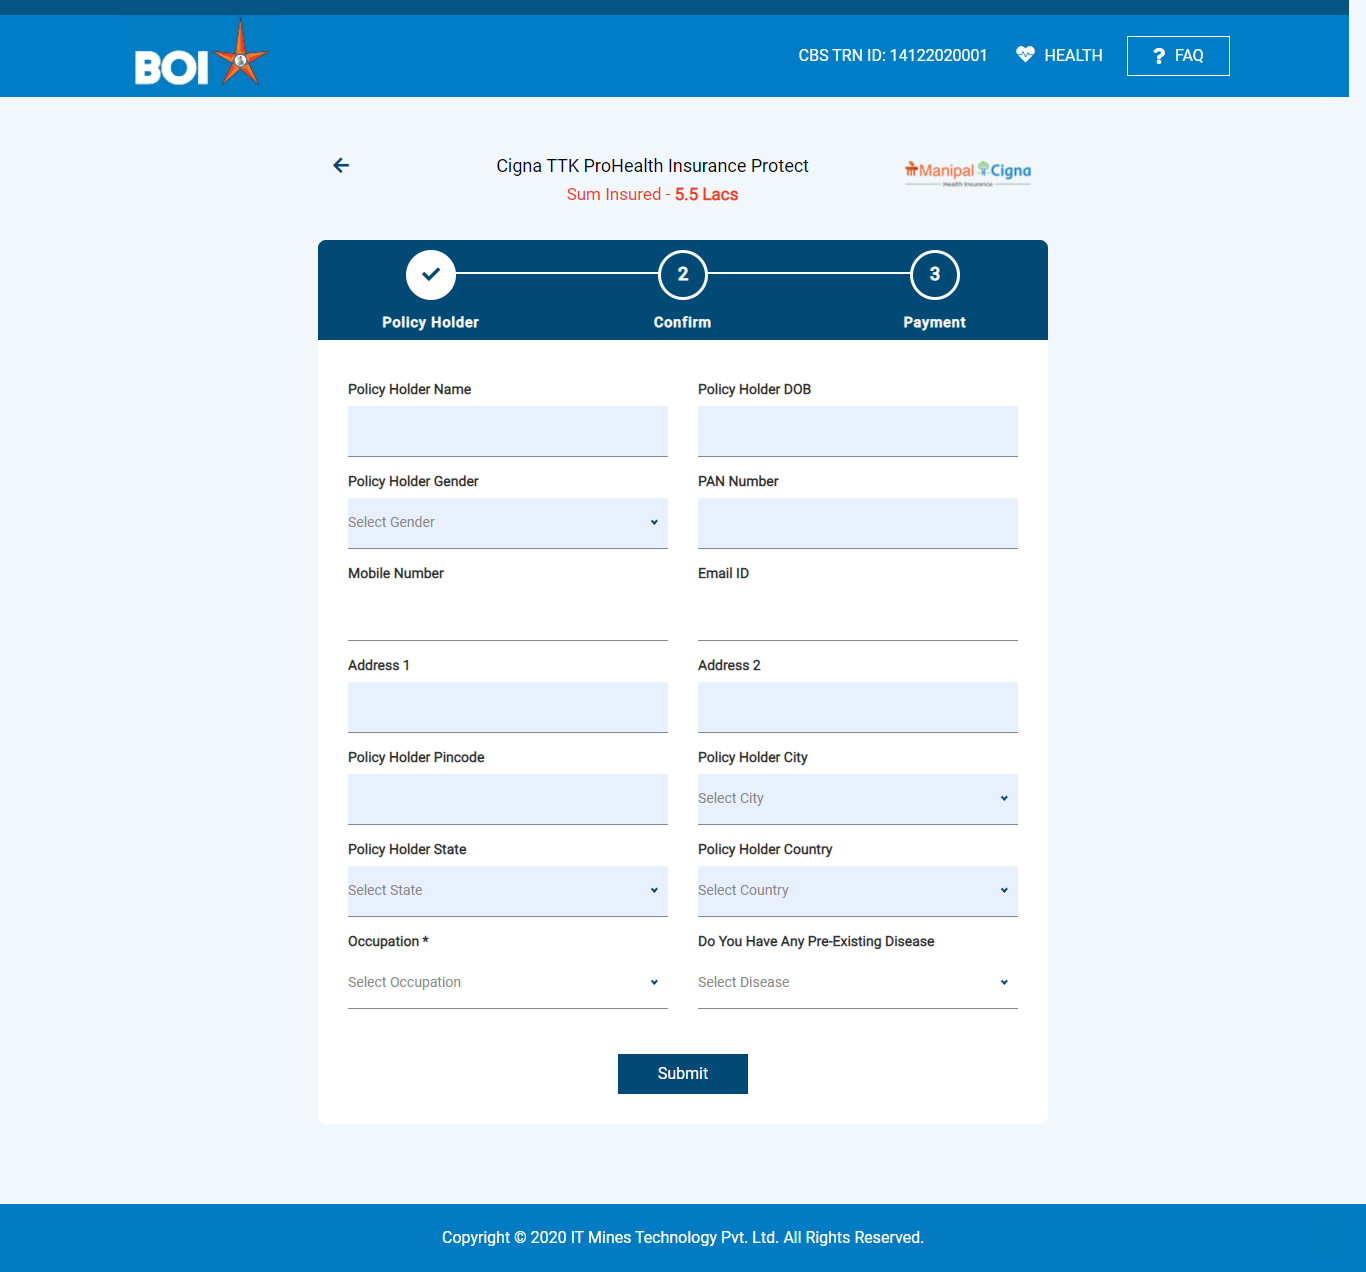 BOI
CBS TRN ID: 14122020001
HEALTH
? FAQ
Cigna TTK ProHealth Insurance Protect
Sum Insured - 5.5 Lacs
ManipalCigna
Health Insurance
2
3
Policy Holder
Confirm
Payment
Policy Holder Name
Policy Holder DOB
Policy Holder Gender
PAN Number
Select Gender
Mobile Number
Email ID
Address 1
Address 2
Policy Holder Pincode
Policy Holder City
Select City
Policy Holder State
Policy Holder Country
Select State
Select Country
Occupation *
Do You Have Any Pre-Existing Disease
Select Occupation
Select Disease
Submit
Copyright © 2020 IT Mines Technology Pvt. Ltd. All Rights Reserved.